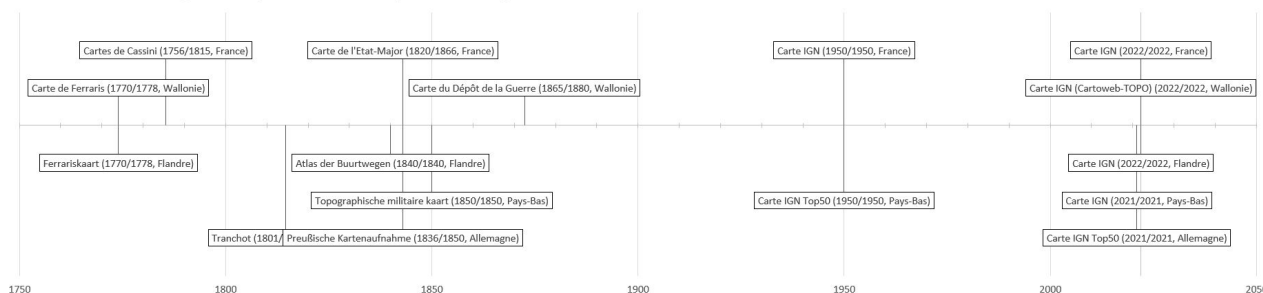 Cartes de Cassini (1756/1815, France)
Carte de l'Etat-Major (1820/1866, France)
Carte IGN (1950/1950, France)
Carte IGN (2022/2022, France)
Carte de Ferraris (1770/1778, Wallonie)
Carte du Dépôt de la Guerre (1865/1880, Wallonie)
Carte IGN (Cartoweb-TOPO) (2022/2022, Wallonie)
Ferrariskaart (1770/1778, Flandre)
Atlas der Buurtwegen (1840/1840, Flandre)
Carte IGN (2022/2022, Flandre)
Topographische militaire kaart (1850/1850, Pays-Bas)
Carte IGN Top50 (1950/1950, Pays-Bas)
Carte IGN (2021/2021, Pays-Bas)
Tranchot (1801/
Preußische Kartenaufnahme (1836/1850, Allemagne)
Carte IGN Top50 (2021/2021, Allemagne)
1750 1800 1850 1900 1950 2000 2050